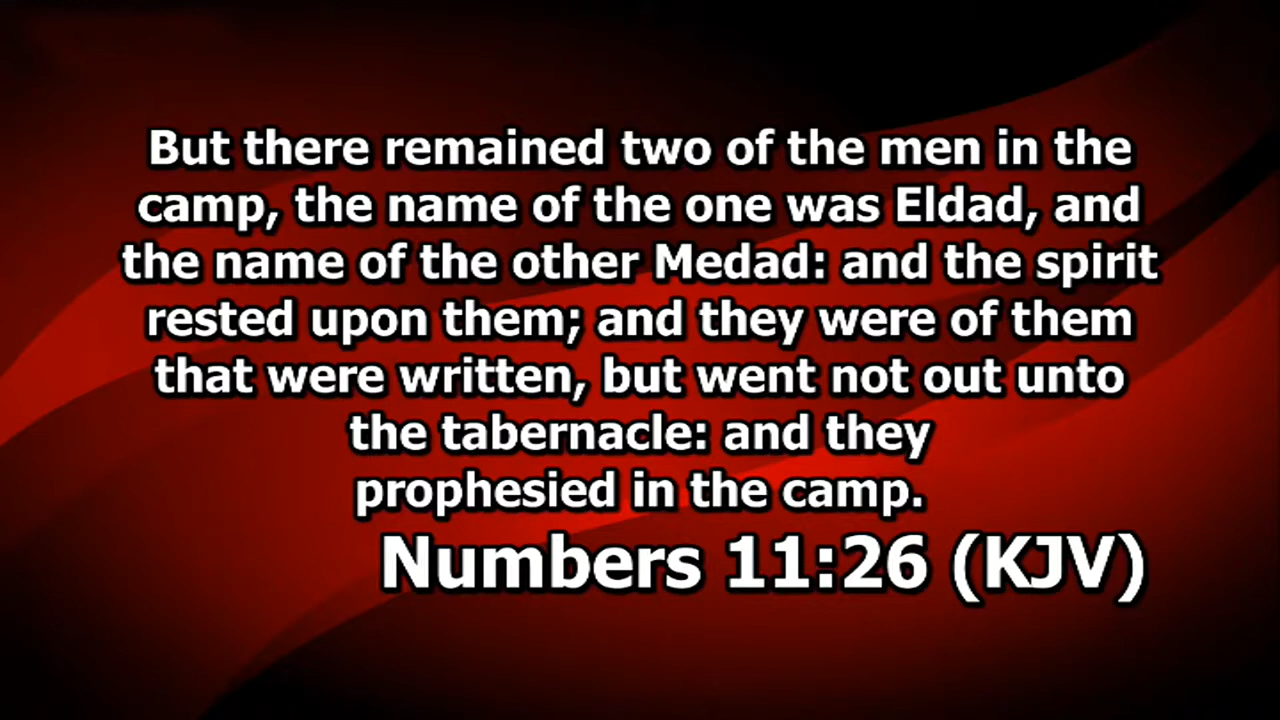 But there remained two of the men in the
camp, the name of the one was Eldad, and
the name of the other Medad: and the spirit
rested upon them; and they were of them
that were written, but went not out unto
the tabernacle: and they
prophesied in the camp.
Numbers 11:26 (KJV)